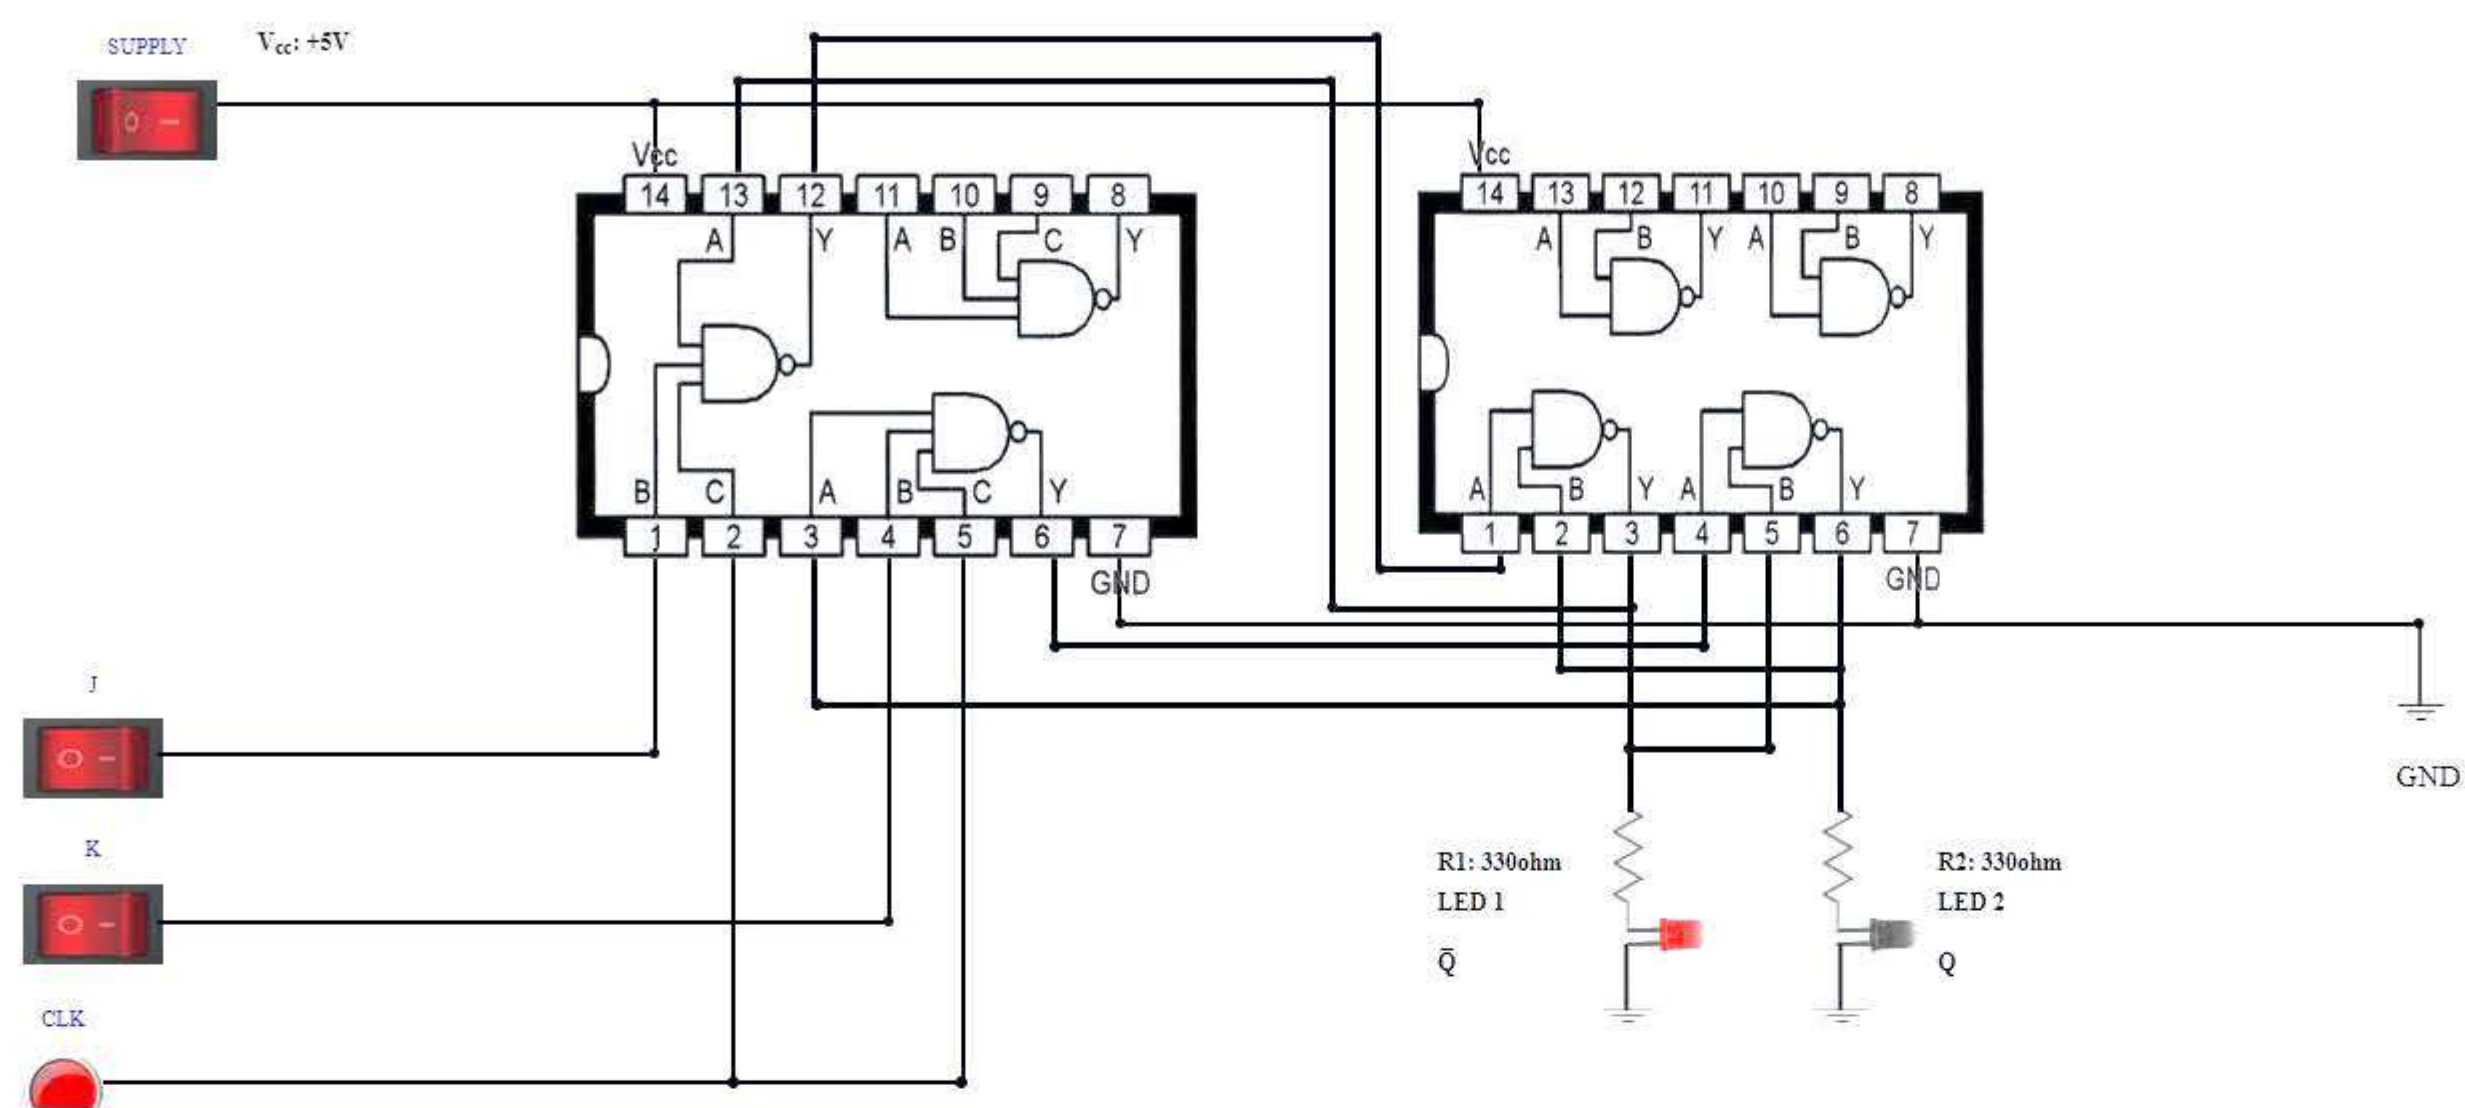 SUPPLY
Vcc: +5V
Vcc
14 13 12 11 10 9 8
A Y A B C Y
B C A B C Y
1 2 3 4 5 6 7
GND
Vcc
14 13 12 11 10 9 8
A B Y A B Y
A B Y A B Y
1 2 3 4 5 6 7
GND
J
K
CLK
R1: 330ohm
LED 1
Q̅
R2: 330ohm
LED 2
Q
GND